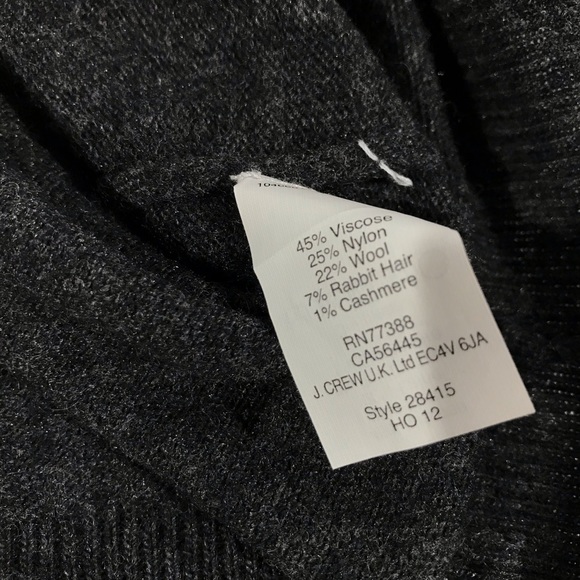 45% Viscose
25% Nylon
22% Wool
7% Rabbit Hair
1% Cashmere
RN77388
CA56445
J. CREW U.K. Ltd EC4V 6JA
Style 28415
HO 12